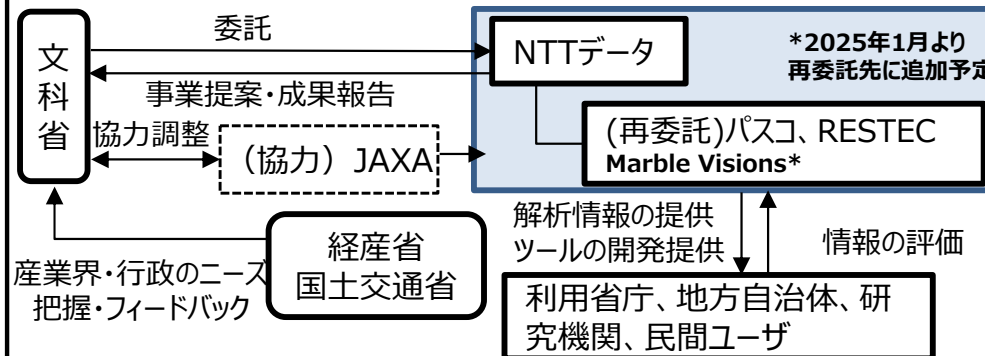 委託
NTTデータ
*2025年1月より
再委託先に追加予定
文
科
省
事業提案・成果報告
協力調整
（協力）JAXA
(再委託)パスコ、RESTEC
Marble Visions*
解析情報の提供
ツールの開発提供
情報の評価
経産省
国土交通省
産業界・行政のニーズ
把握・フィードバック
利用省庁、地方自治体、研
究機関、民間ユーザ